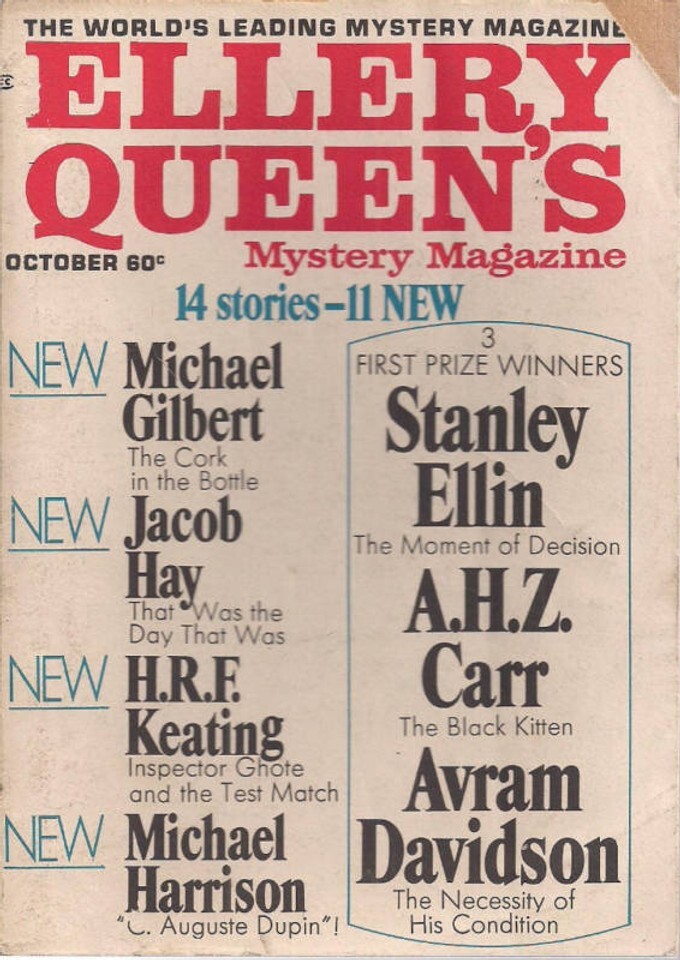 THE WORLD'S LEADING MYSTERY MAGAZINE
ELLERY
QUEEN'S
OCTOBER 60¢
Mystery Magazine
14 stories–11 NEW
NEW Michael
Gilbert
The Cork
in the Bottle
NEW Jacob
Hay
That Was the
Day That Was
NEW H.R.F.
Keating
Inspector Ghote
and the Test Match
NEW Michael
Harrison
"C. Auguste Dupin"!
3
FIRST PRIZE WINNERS
Stanley
Ellin
The Moment of Decision
A.H.Z.
Carr
The Black Kitten
Avram
Davidson
The Necessity of
His Condition